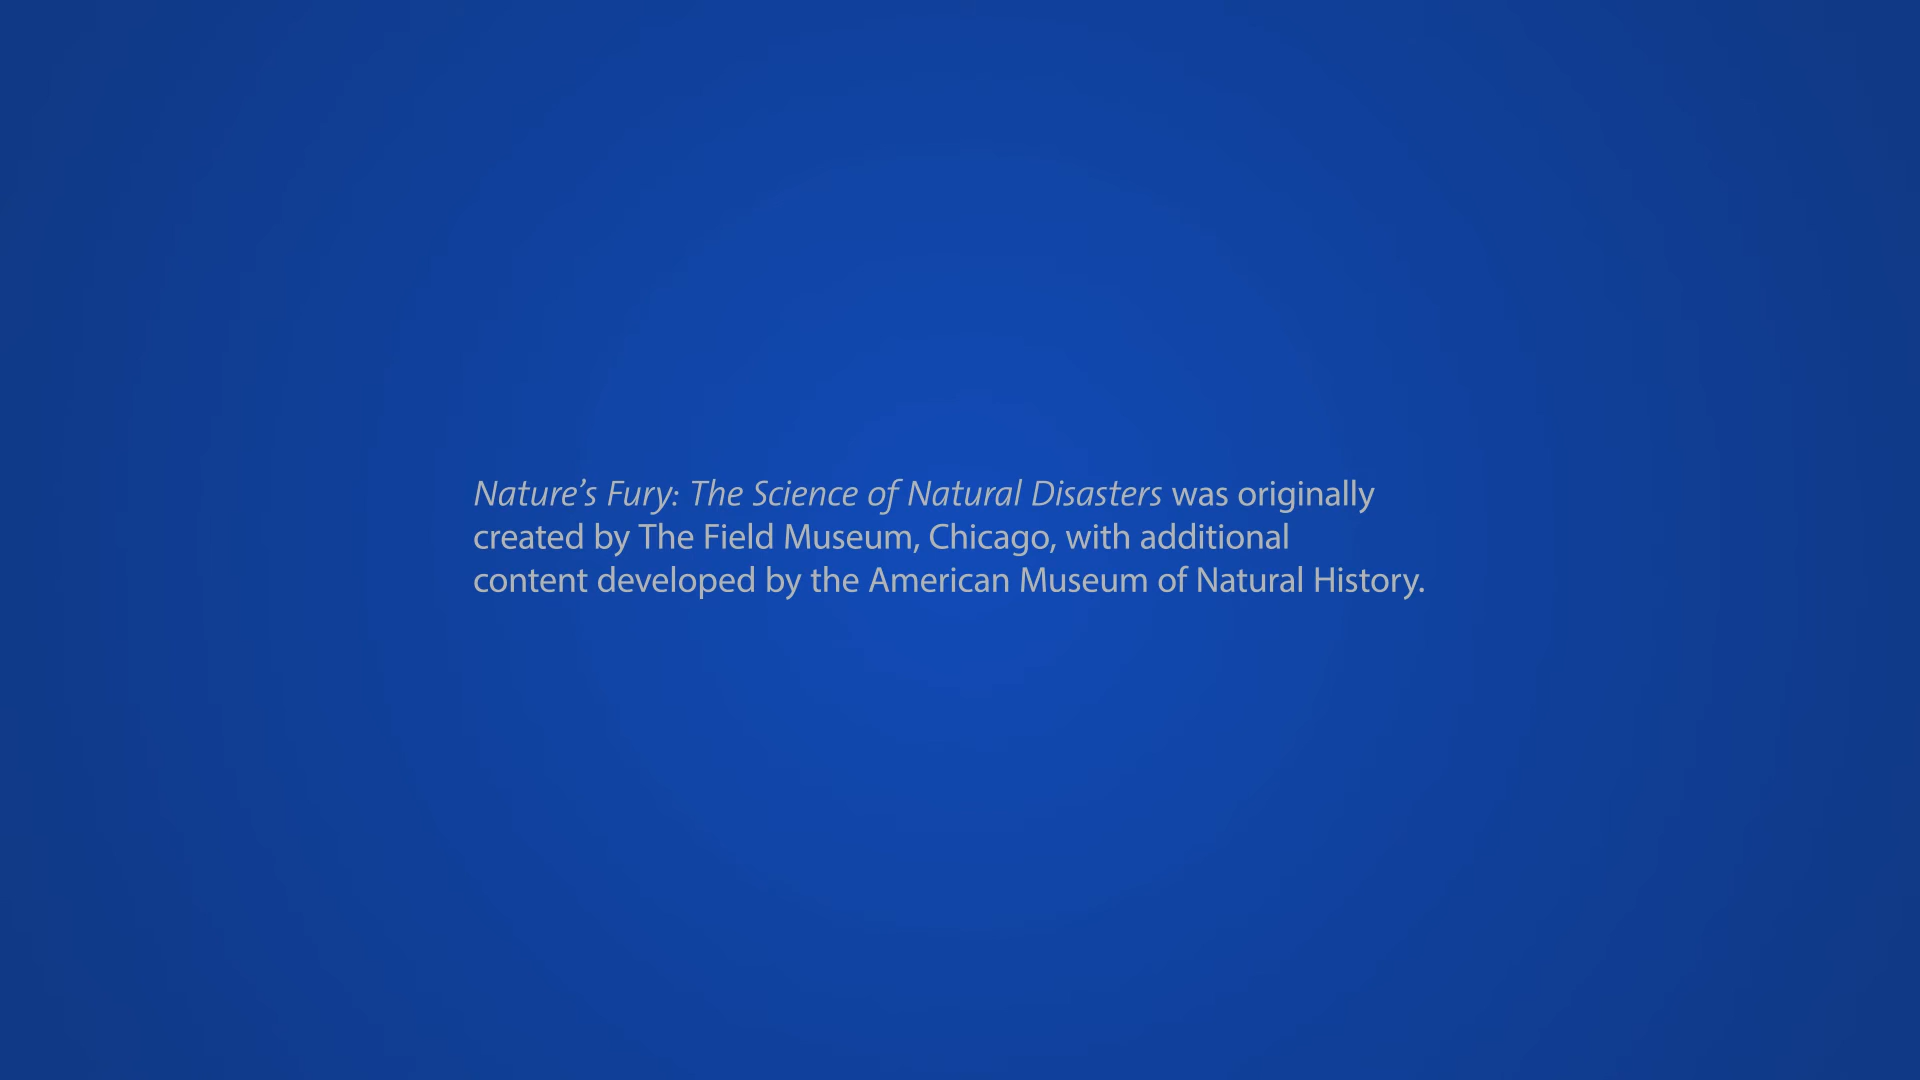 Nature’s Fury: The Science of Natural Disasters was originally
created by The Field Museum, Chicago, with additional
content developed by the American Museum of Natural History.